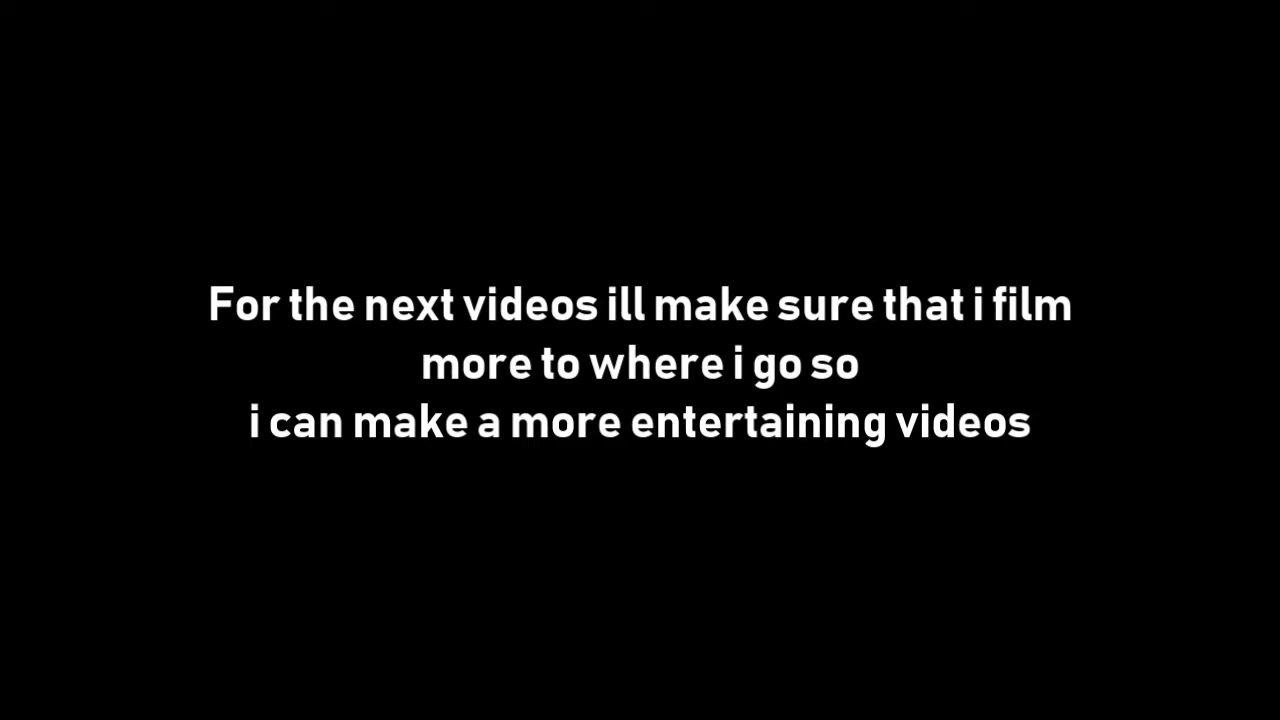 For the next videos ill make sure that i film
more to where i go so
i can make a more entertaining videos